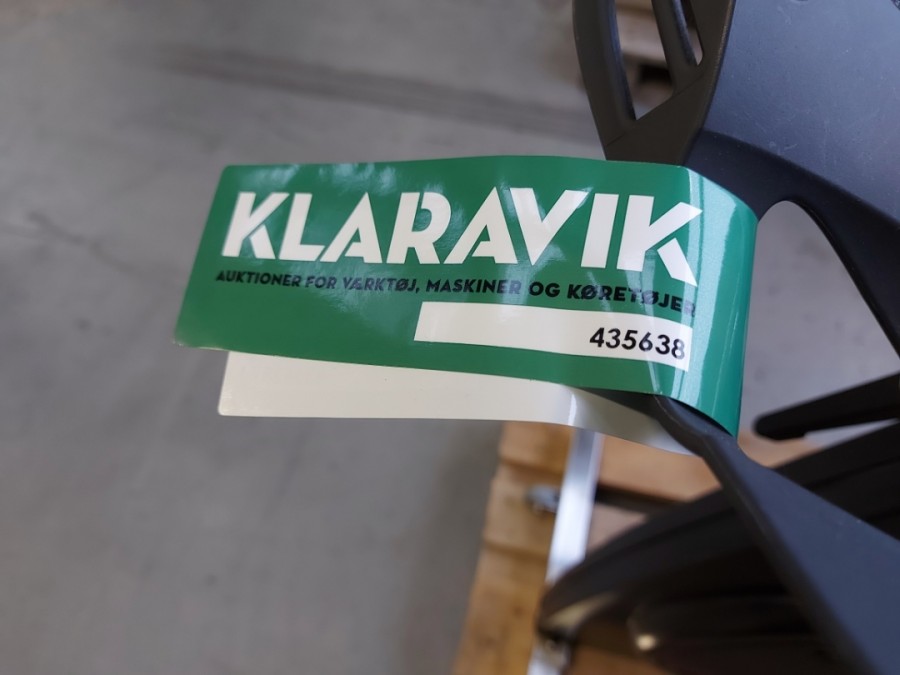 KLARAVIK
AUKTIONER FOR VÆRKTØJ, MASKINER OG KØRETØJER
435638